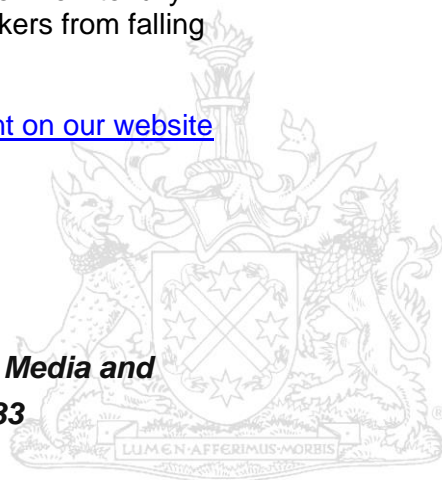 kers from falling
nt on our website
Media and
33
LUMEN·AFFERIMUS·MORBIS
®